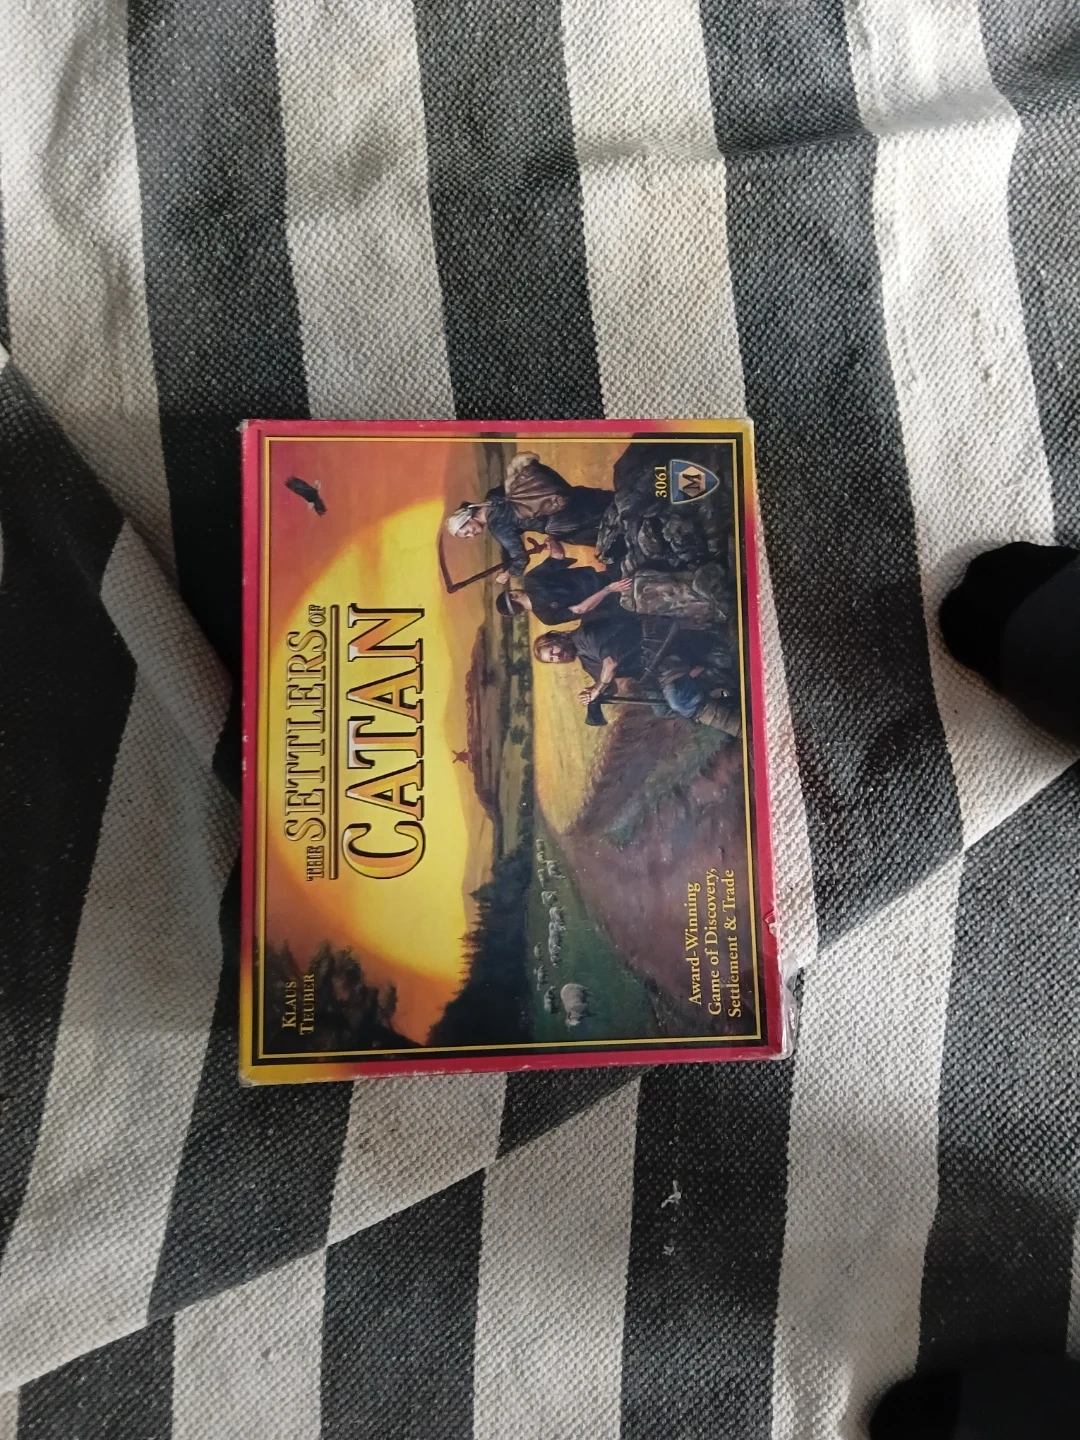 KLAUS
TEUBER
THE SETTLERS OF
CATAN
3061
M
Award-Winning
Game of Discovery,
Settlement & Trade